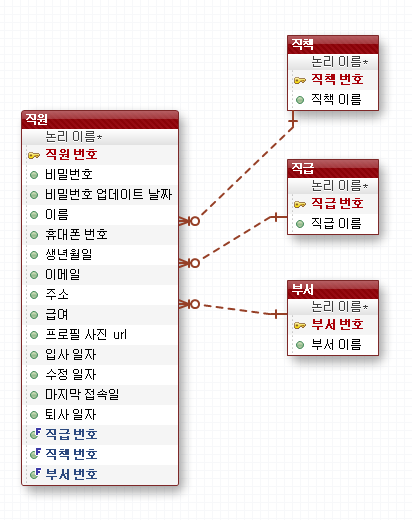 직원
논리 이름*
직원 번호
비밀번호
비밀번호 업데이트 날짜
이름
휴대폰 번호
생년월일
이메일
주소
급여
프로필 사진 url
입사 일자
수정 일자
마지막 접속일
퇴사 일자
F 직급 번호
F 직책 번호
F 부서 번호
직책
논리 이름*
직책 번호
직책 이름
직급
논리 이름*
직급 번호
직급 이름
부서
논리 이름*
부서 번호
부서 이름